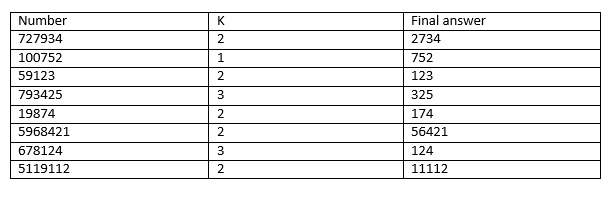 Number K Final answer
727934 2 2734
100752 1 752
59123 2 123
793425 3 325
19874 2 174
5968421 2 56421
678124 3 124
5119112 2 11112